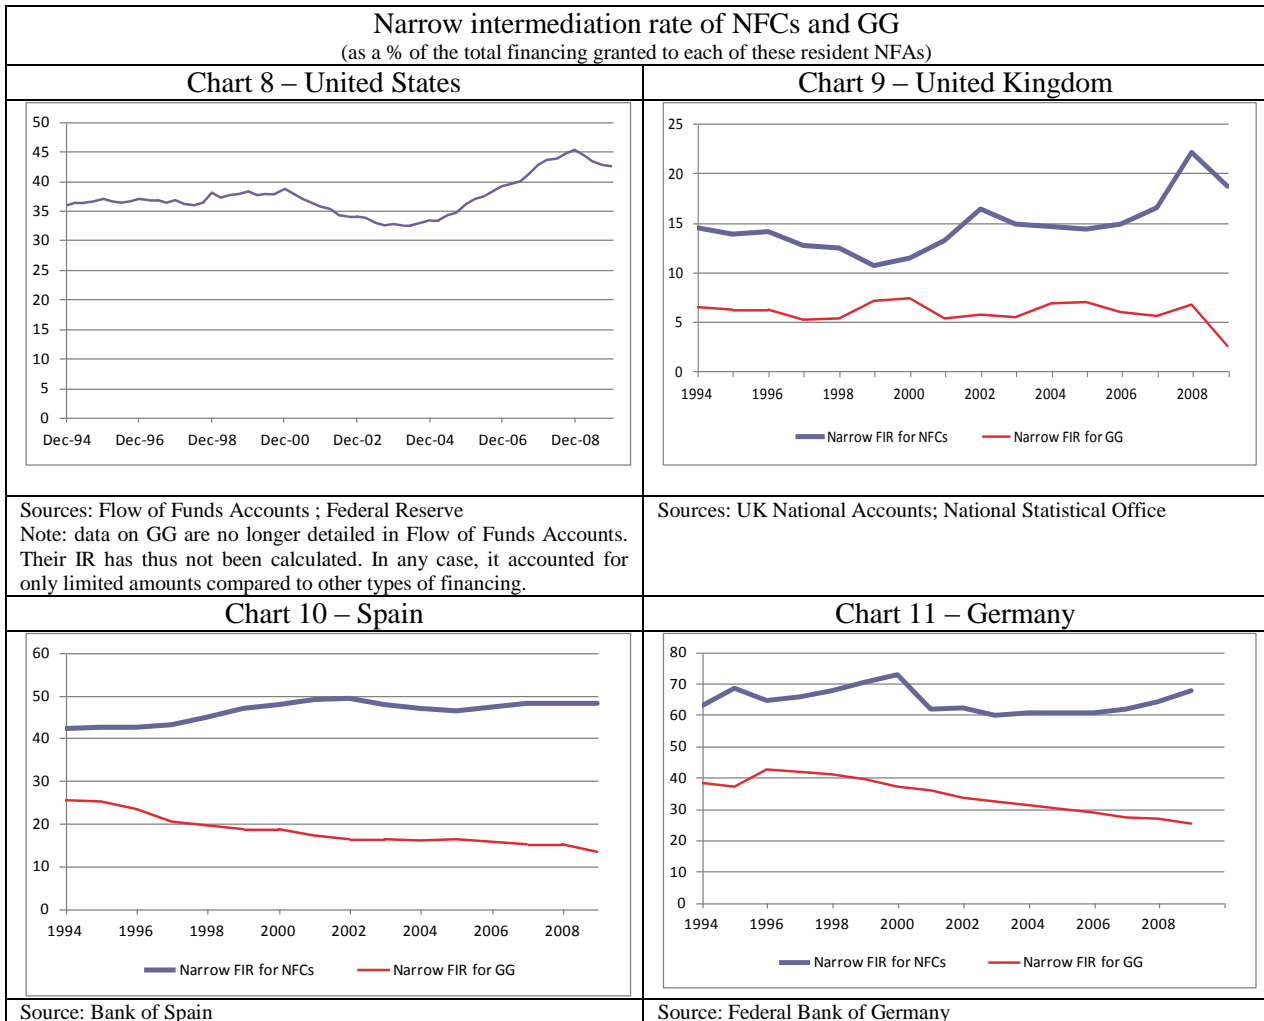 Narrow intermediation rate of NFCs and GG
(as a % of the total financing granted to each of these resident NFAs)
Chart 8 – United States
50
45
40
35
30
25
20
15
10
5
0
Dec-94 Dec-96 Dec-98 Dec-00 Dec-02 Dec-04 Dec-06 Dec-08
Sources: Flow of Funds Accounts ; Federal Reserve
Note: data on GG are no longer detailed in Flow of Funds Accounts.
Their IR has thus not been calculated. In any case, it accounted for
only limited amounts compared to other types of financing.
Chart 9 – United Kingdom
25
20
15
10
5
0
1994 1996 1998 2000 2002 2004 2006 2008
Narrow FIR for NFCs Narrow FIR for GG
Sources: UK National Accounts; National Statistical Office
Chart 10 – Spain
60
50
40
30
20
10
0
1994 1996 1998 2000 2002 2004 2006 2008
Narrow FIR for NFCs Narrow FIR for GG
Source: Bank of Spain
Chart 11 – Germany
80
70
60
50
40
30
20
10
0
1994 1996 1998 2000 2002 2004 2006 2008
Narrow FIR for NFCs Narrow FIR for GG
Source: Federal Bank of Germany